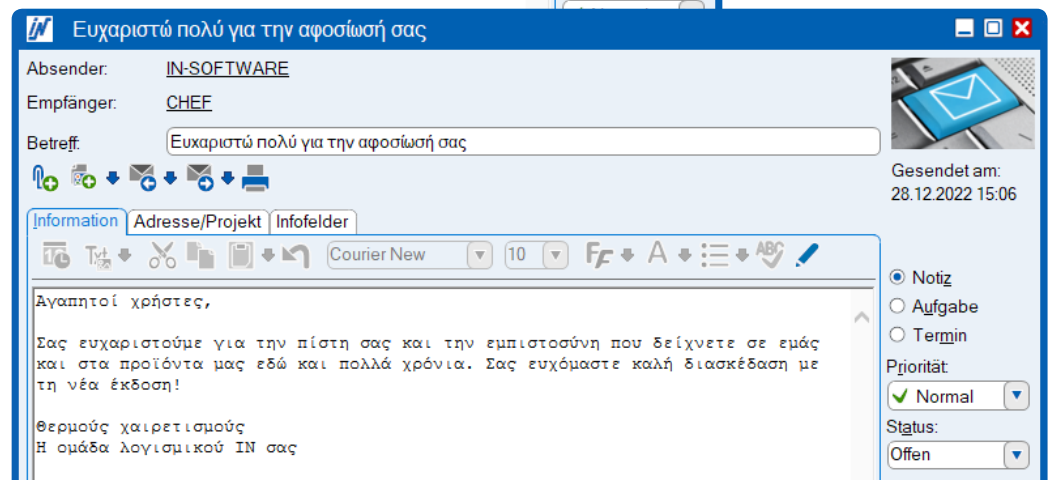 Ευχαριστώ πολύ για την αφοσίωσή σας
Absender: IN-SOFTWARE
Empfänger: CHEF
Betreff: Ευχαριστώ πολύ για την αφοσίωσή σας
Gesendet am:
28.12.2022 15:06
Information Adresse/Projekt Infofelder
Courier New 10
Αγαπητοί χρήστες,
Σας ευχαριστούμε για την πίστη σας και την εμπιστοσύνη που δείχνετε σε εμάς
και στα προϊόντα μας εδώ και πολλά χρόνια. Σας ευχόμαστε καλή διασκέδαση με
τη νέα έκδοση!
Θερμούς χαιρετισμούς
Η ομάδα λογισμικού IN σας
Notiz
Aufgabe
Termin
Priorität:
Normal
Status:
Offen